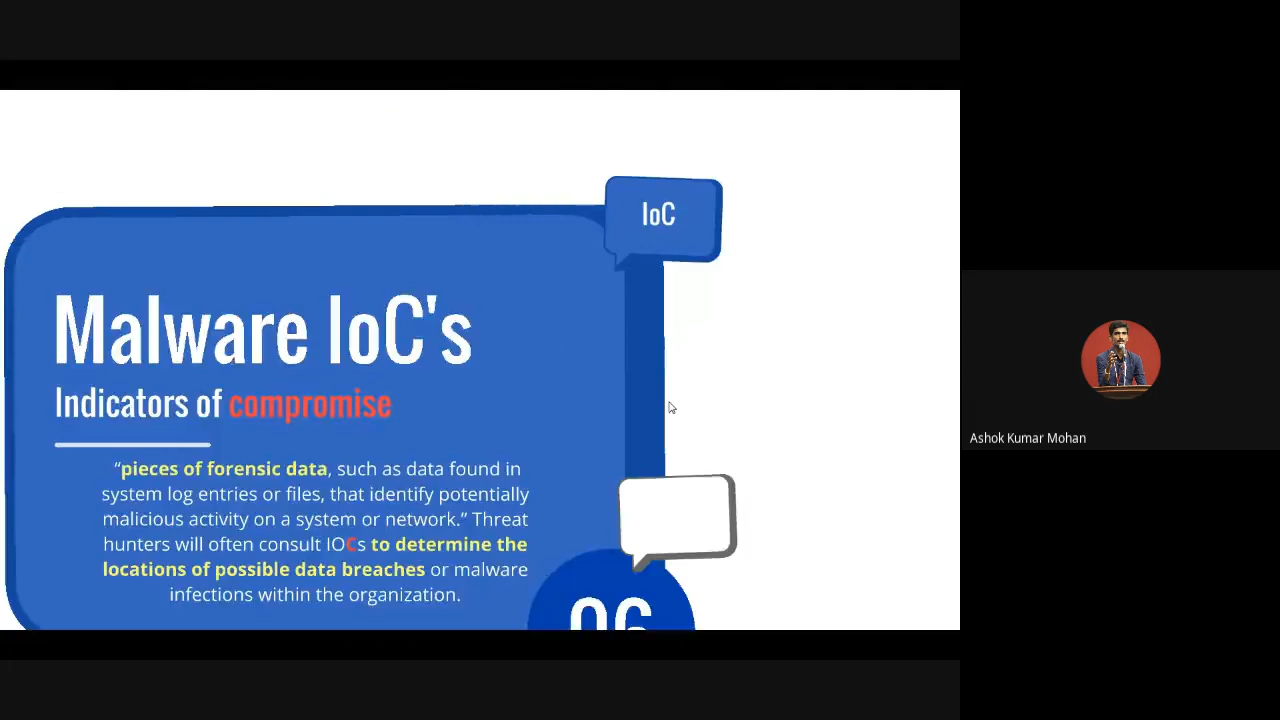 IoC
Malware IoC's
Indicators of compromise
“pieces of forensic data, such as data found in
system log entries or files, that identify potentially
malicious activity on a system or network.” Threat
hunters will often consult IOCs to determine the
locations of possible data breaches or malware
infections within the organization.
06
Ashok Kumar Mohan